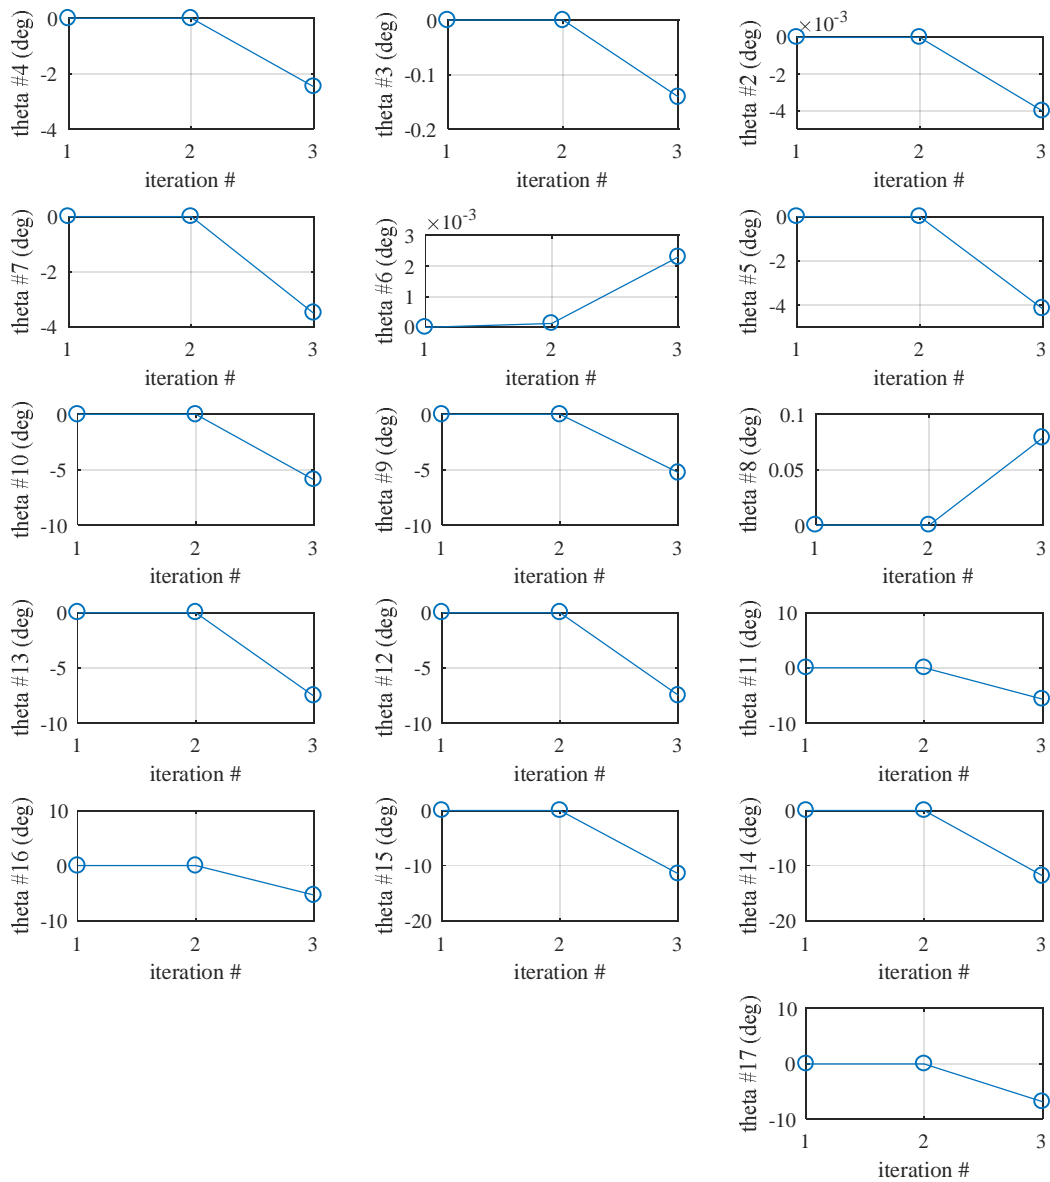 theta #4 (deg)
0
-2
-4
1 2 3
iteration #
theta #3 (deg)
0
-0.1
-0.2
1 2 3
iteration #
theta #2 (deg)
×10-3
0
-2
-4
1 2 3
iteration #
theta #7 (deg)
0
-2
-4
1 2 3
iteration #
theta #6 (deg)
×10-3
3
2
1
0
1 2 3
iteration #
theta #5 (deg)
0
-2
-4
1 2 3
iteration #
theta #10 (deg)
0
-5
-10
1 2 3
iteration #
theta #9 (deg)
0
-5
-10
1 2 3
iteration #
theta #8 (deg)
0.1
0.05
0
1 2 3
iteration #
theta #13 (deg)
0
-5
-10
1 2 3
iteration #
theta #12 (deg)
0
-5
-10
1 2 3
iteration #
theta #11 (deg)
10
0
-10
1 2 3
iteration #
theta #16 (deg)
10
0
-10
1 2 3
iteration #
theta #15 (deg)
0
-10
-20
1 2 3
iteration #
theta #14 (deg)
0
-10
-20
1 2 3
iteration #
theta #17 (deg)
10
0
-10
1 2 3
iteration #